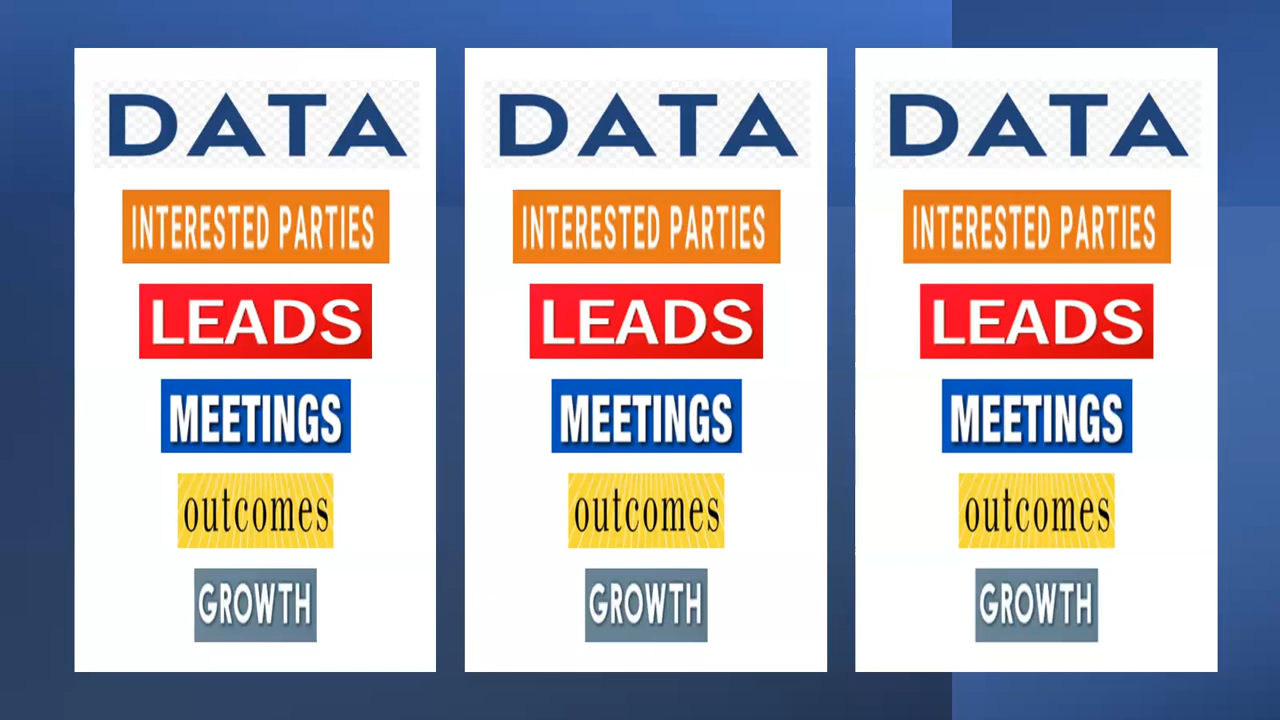 DATA
INTERESTED PARTIES
LEADS
MEETINGS
outcomes
GROWTH
DATA
INTERESTED PARTIES
LEADS
MEETINGS
outcomes
GROWTH
DATA
INTERESTED PARTIES
LEADS
MEETINGS
outcomes
GROWTH